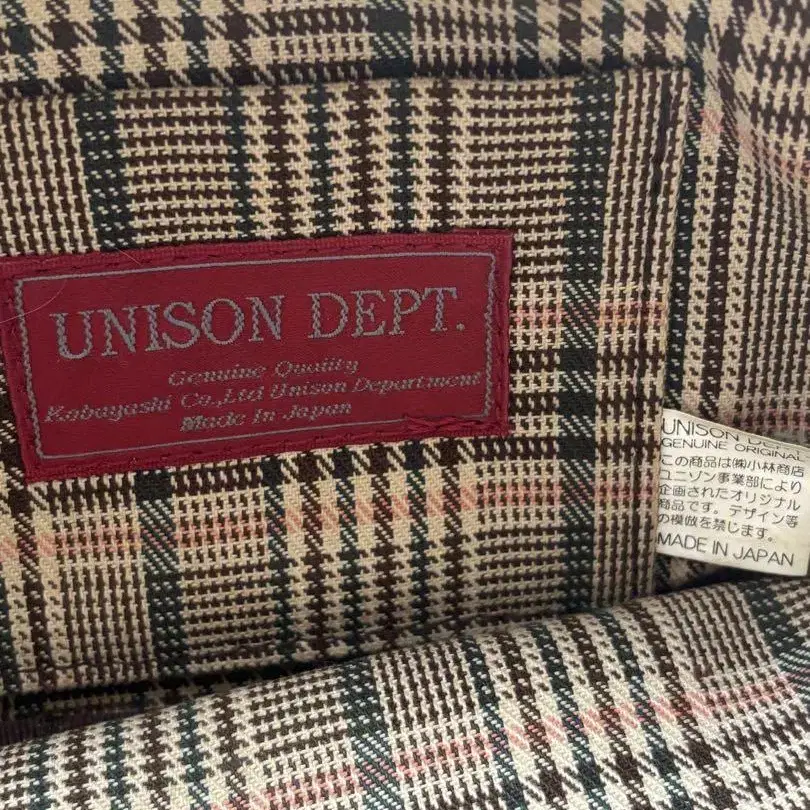 UNISON DEPT.
Genuine Quality
Kobayashi Co.,Ltd Unison Department
Made In Japan
UNISON DEPT
GENUINE ORIGINAL
この商品は㈱小林商店
ユニゾン事業部により
企画されたオリジナル
商品です。デザイン等
の模倣を禁じます。
MADE IN JAPAN